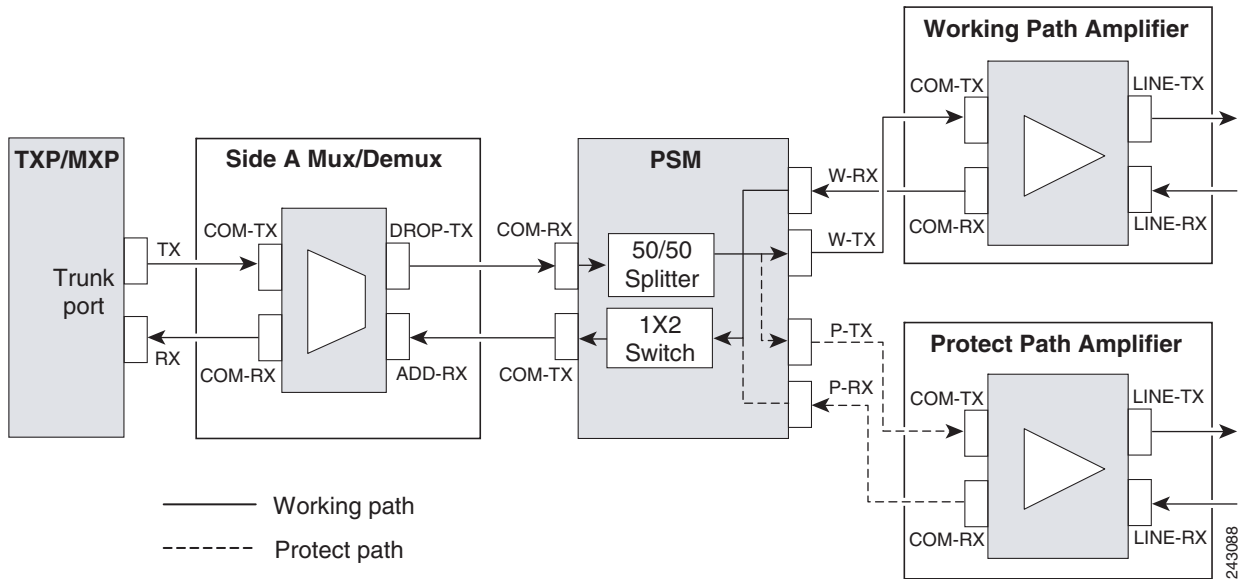 TXP/MXP
Trunk
port
TX
RX
Side A Mux/Demux
COM-TX
DROP-TX
COM-RX
ADD-RX
PSM
COM-RX
50/50
Splitter
1X2
Switch
COM-TX
W-RX
W-TX
P-TX
P-RX
Working Path Amplifier
COM-TX
LINE-TX
COM-RX
LINE-RX
Protect Path Amplifier
COM-TX
LINE-TX
COM-RX
LINE-RX
Working path
Protect path
243088